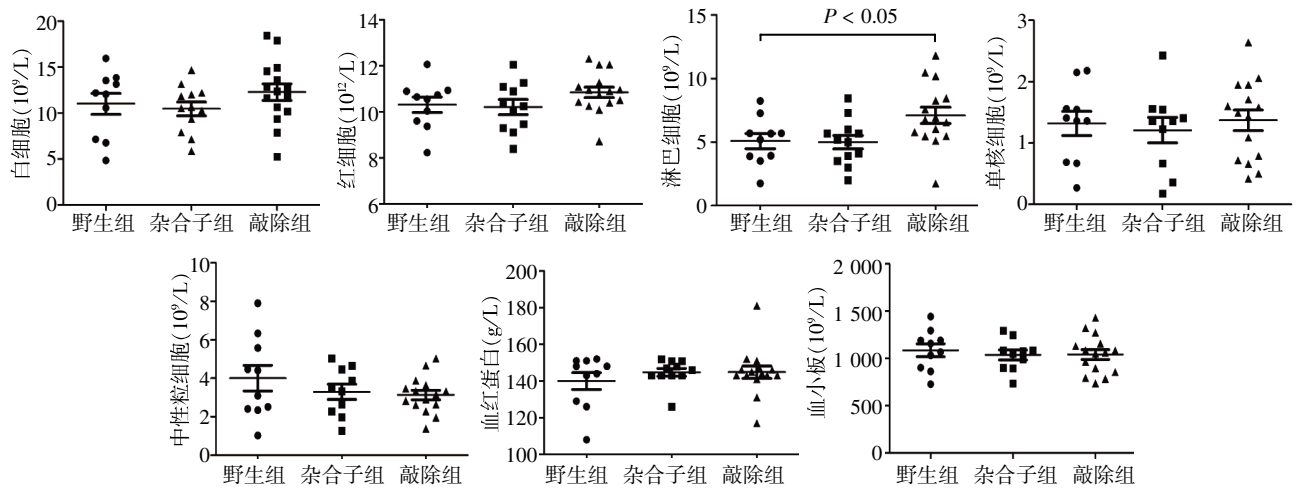 白细胞(10⁹/L)
20
15
10
5
0
野生组 杂合子组 敲除组
红细胞(10¹²/L)
14
12
10
8
6
野生组 杂合子组 敲除组
淋巴细胞(10⁹/L)
15
10
5
0
P < 0.05
野生组 杂合子组 敲除组
单核细胞(10⁹/L)
3
2
1
0
野生组 杂合子组 敲除组
中性粒细胞(10⁹/L)
10
8
6
4
2
0
野生组 杂合子组 敲除组
血红蛋白(g/L)
200
180
160
140
120
100
野生组 杂合子组 敲除组
血小板(10⁹/L)
2 000
1 500
1 000
500
0
野生组 杂合子组 敲除组